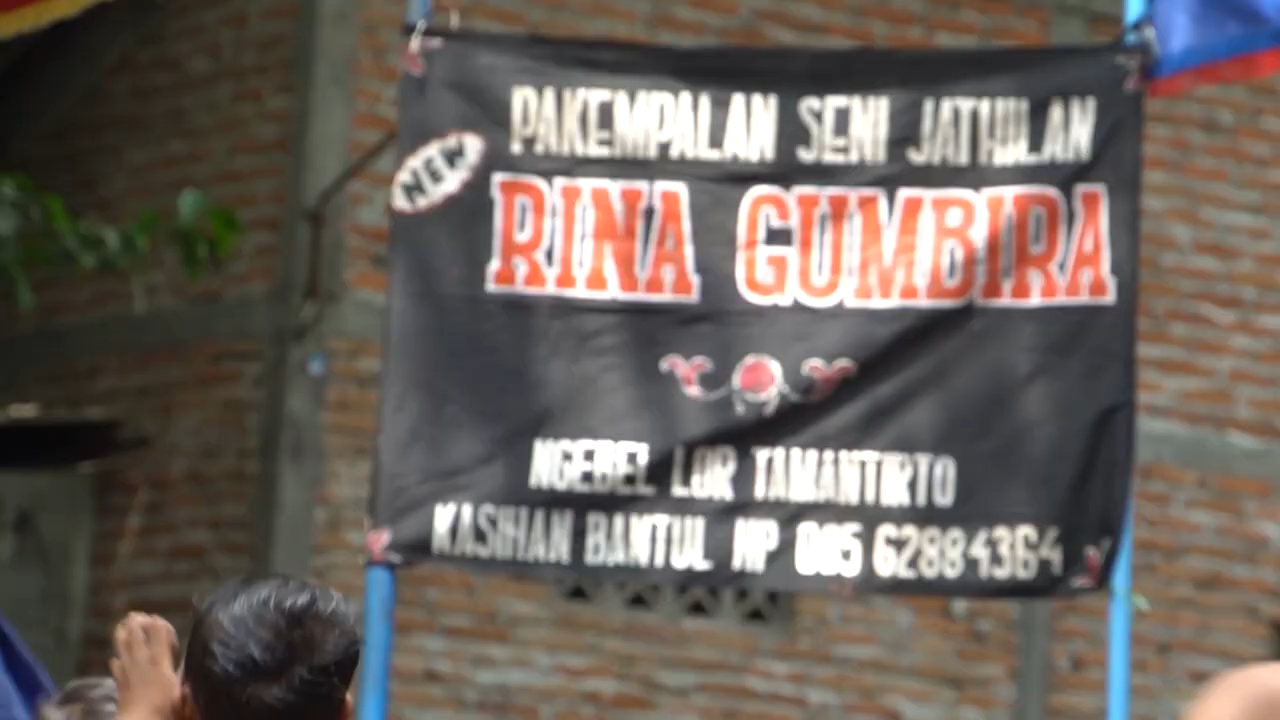 PAKEMPALAN SENI JATHILAN
NEW
RINA GUMBIRA
NGEBEL LOR TAMANTIRTO
KASIHAN BANTUL HP 085 62884364